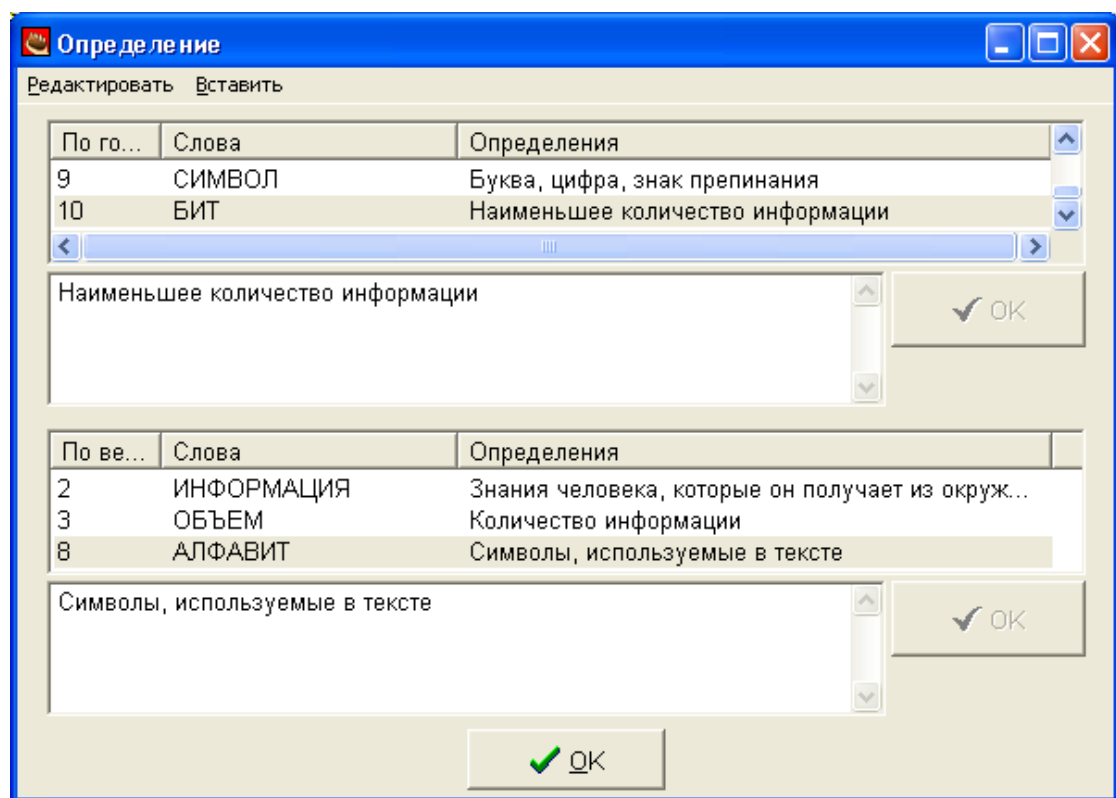 Определение
Редактировать Вставить
По го... Слова Определения
9 СИМВОЛ Буква, цифра, знак препинания
10 БИТ Наименьшее количество информации
Наименьшее количество информации
OK
По ве... Слова Определения
2 ИНФОРМАЦИЯ Знания человека, которые он получает из окруж...
3 ОБЪЕМ Количество информации
8 АЛФАВИТ Символы, используемые в тексте
Символы, используемые в тексте
OK
OK